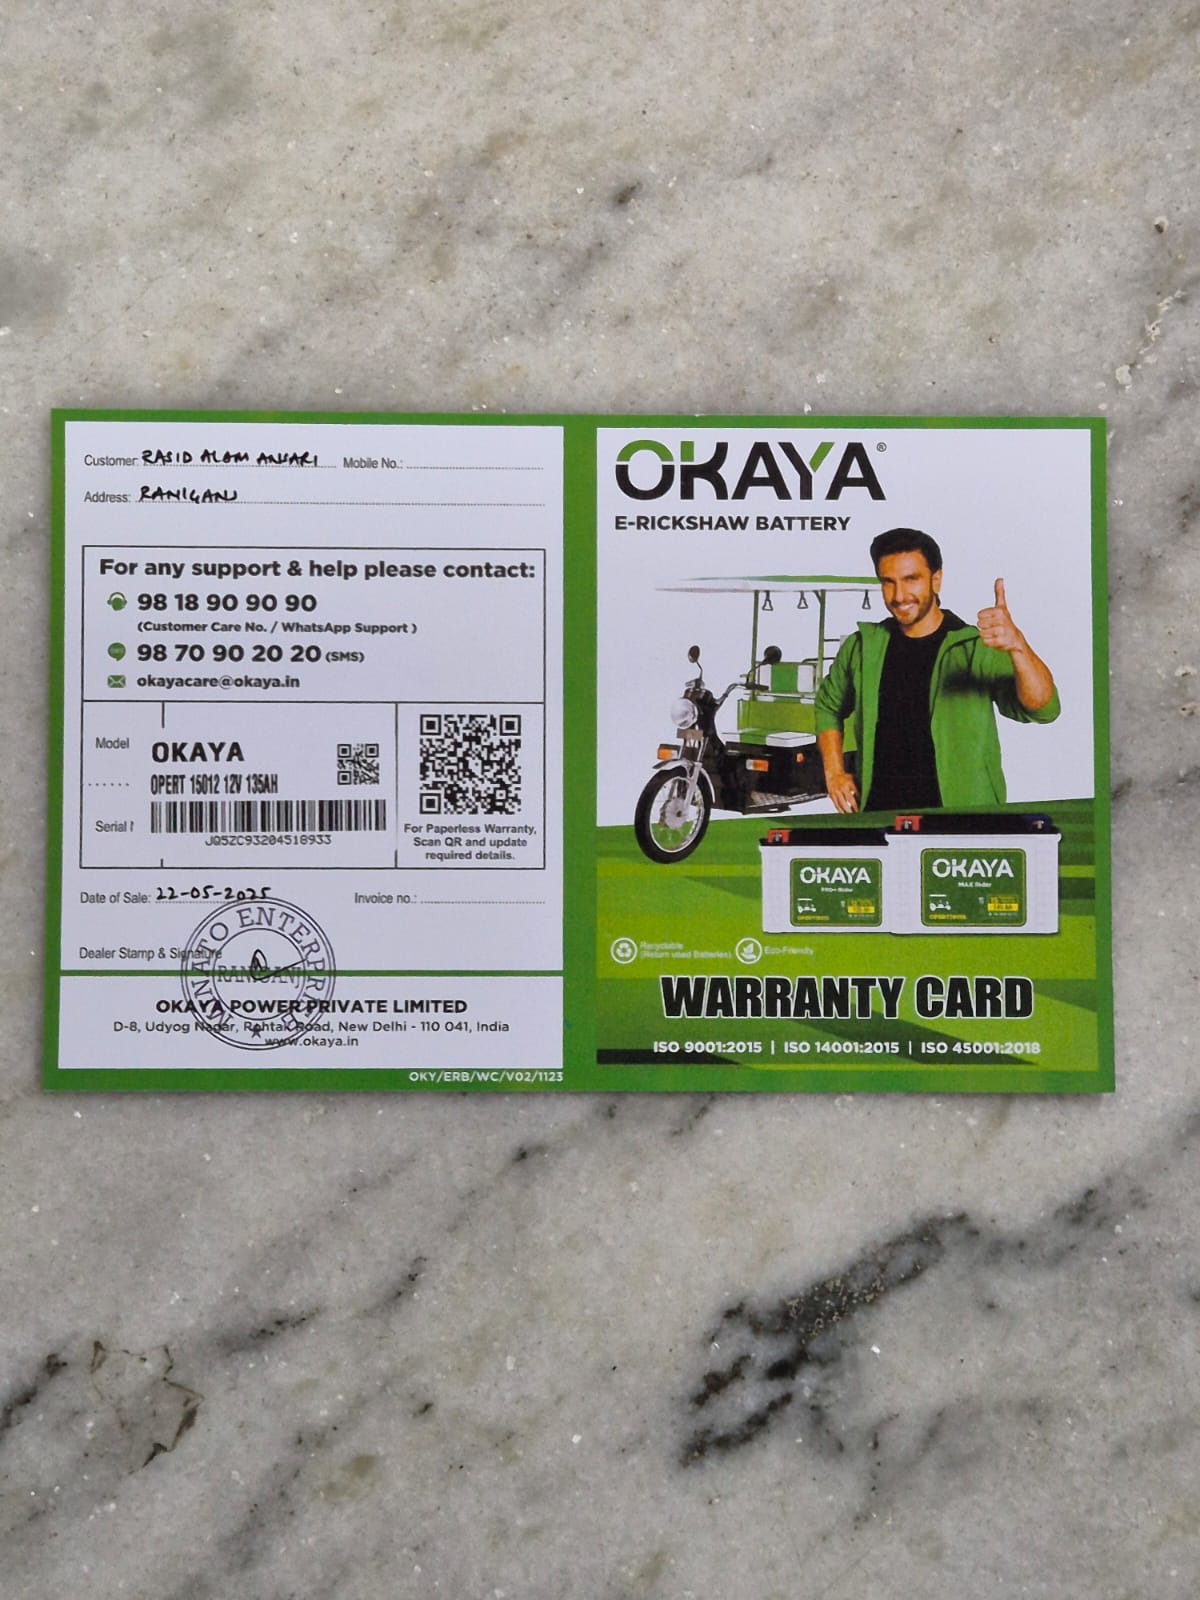 Customer: RASID ALAM ANSARI Mobile No.:
Address: RANIGANJ
For any support & help please contact:
98 18 90 90 90
(Customer Care No. / WhatsApp Support )
98 70 90 20 20 (SMS)
okayacare@okaya.in
Model
OKAYA
OPERT 15012 12V 135AH
Serial
JQ5ZC93204518933
For Paperless Warranty,
Scan QR and update
required details.
Date of Sale: 22-05-2025 Invoice no.:
Dealer Stamp & Signature
MANNATO ENTERPRISE
RANIGANJ
OKAYA POWER PRIVATE LIMITED
D-8, Udyog Nagar, Rohtak Road, New Delhi - 110 041, India
www.okaya.in
OKY/ERB/WC/V02/1123
OKAYA®
E-RICKSHAW BATTERY
OKAYA
PRO+ Rider
OKAYA
MAX Rider
Recyclable
(Return used Batteries)
Eco-Friendly
WARRANTY CARD
ISO 9001:2015 | ISO 14001:2015 | ISO 45001:2018